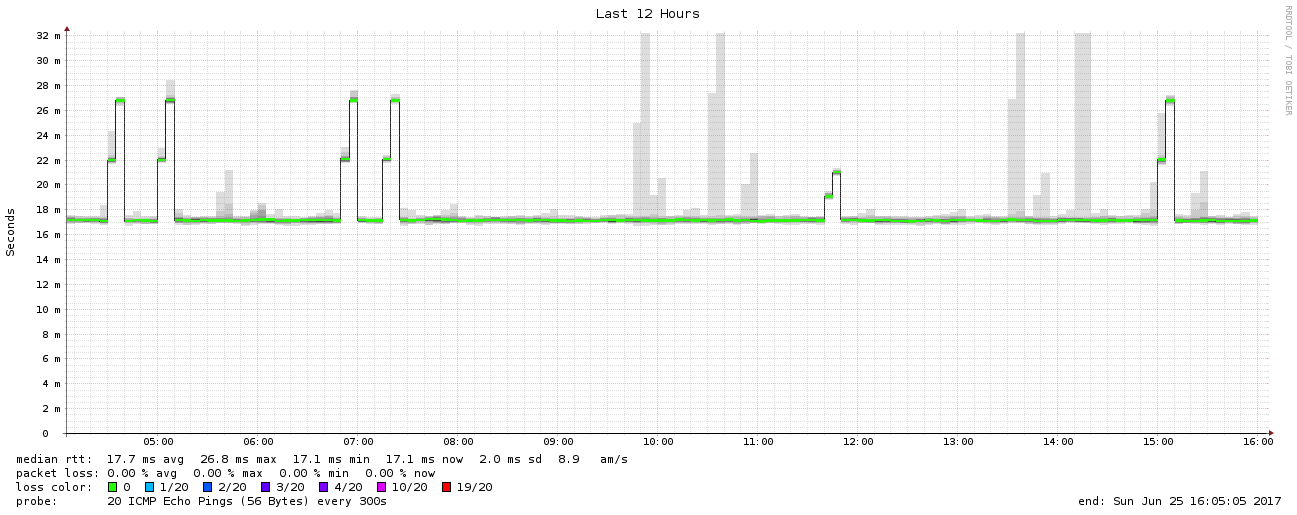 Last 12 Hours
RRDTOOL / TOBI OETIKER
Seconds
32 m
30 m
28 m
26 m
24 m
22 m
20 m
18 m
16 m
14 m
12 m
10 m
8 m
6 m
4 m
2 m
0
05:00 06:00 07:00 08:00 09:00 10:00 11:00 12:00 13:00 14:00 15:00 16:00
median rtt: 17.7 ms avg 26.8 ms max 17.1 ms min 17.1 ms now 2.0 ms sd 8.9 am/s
packet loss: 0.00 % avg 0.00 % max 0.00 % min 0.00 % now
loss color: 0 1/20 2/20 3/20 4/20 10/20 19/20
probe: 20 ICMP Echo Pings (56 Bytes) every 300s end: Sun Jun 25 16:05:05 2017